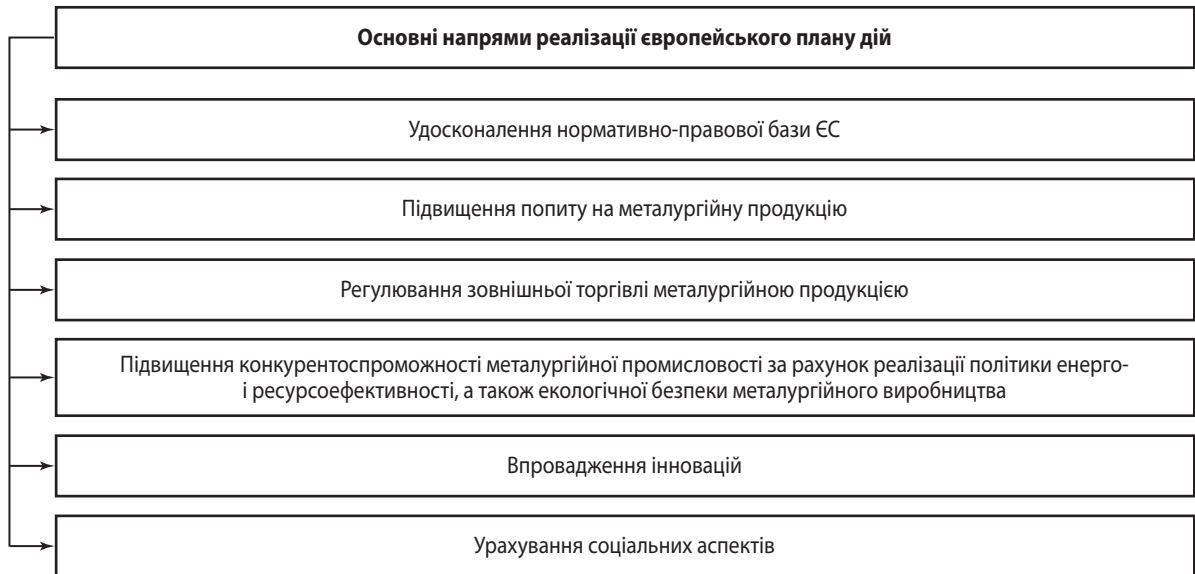 Основні напрями реалізації європейського плану дій
Удосконалення нормативно-правової бази ЄС
Підвищення попиту на металургійну продукцію
Регулювання зовнішньої торгівлі металургійною продукцією
Підвищення конкурентоспроможності металургійної промисловості за рахунок реалізації політики енерго-
і ресурсоефективності, а також екологічної безпеки металургійного виробництва
Впровадження інновацій
Урахування соціальних аспектів